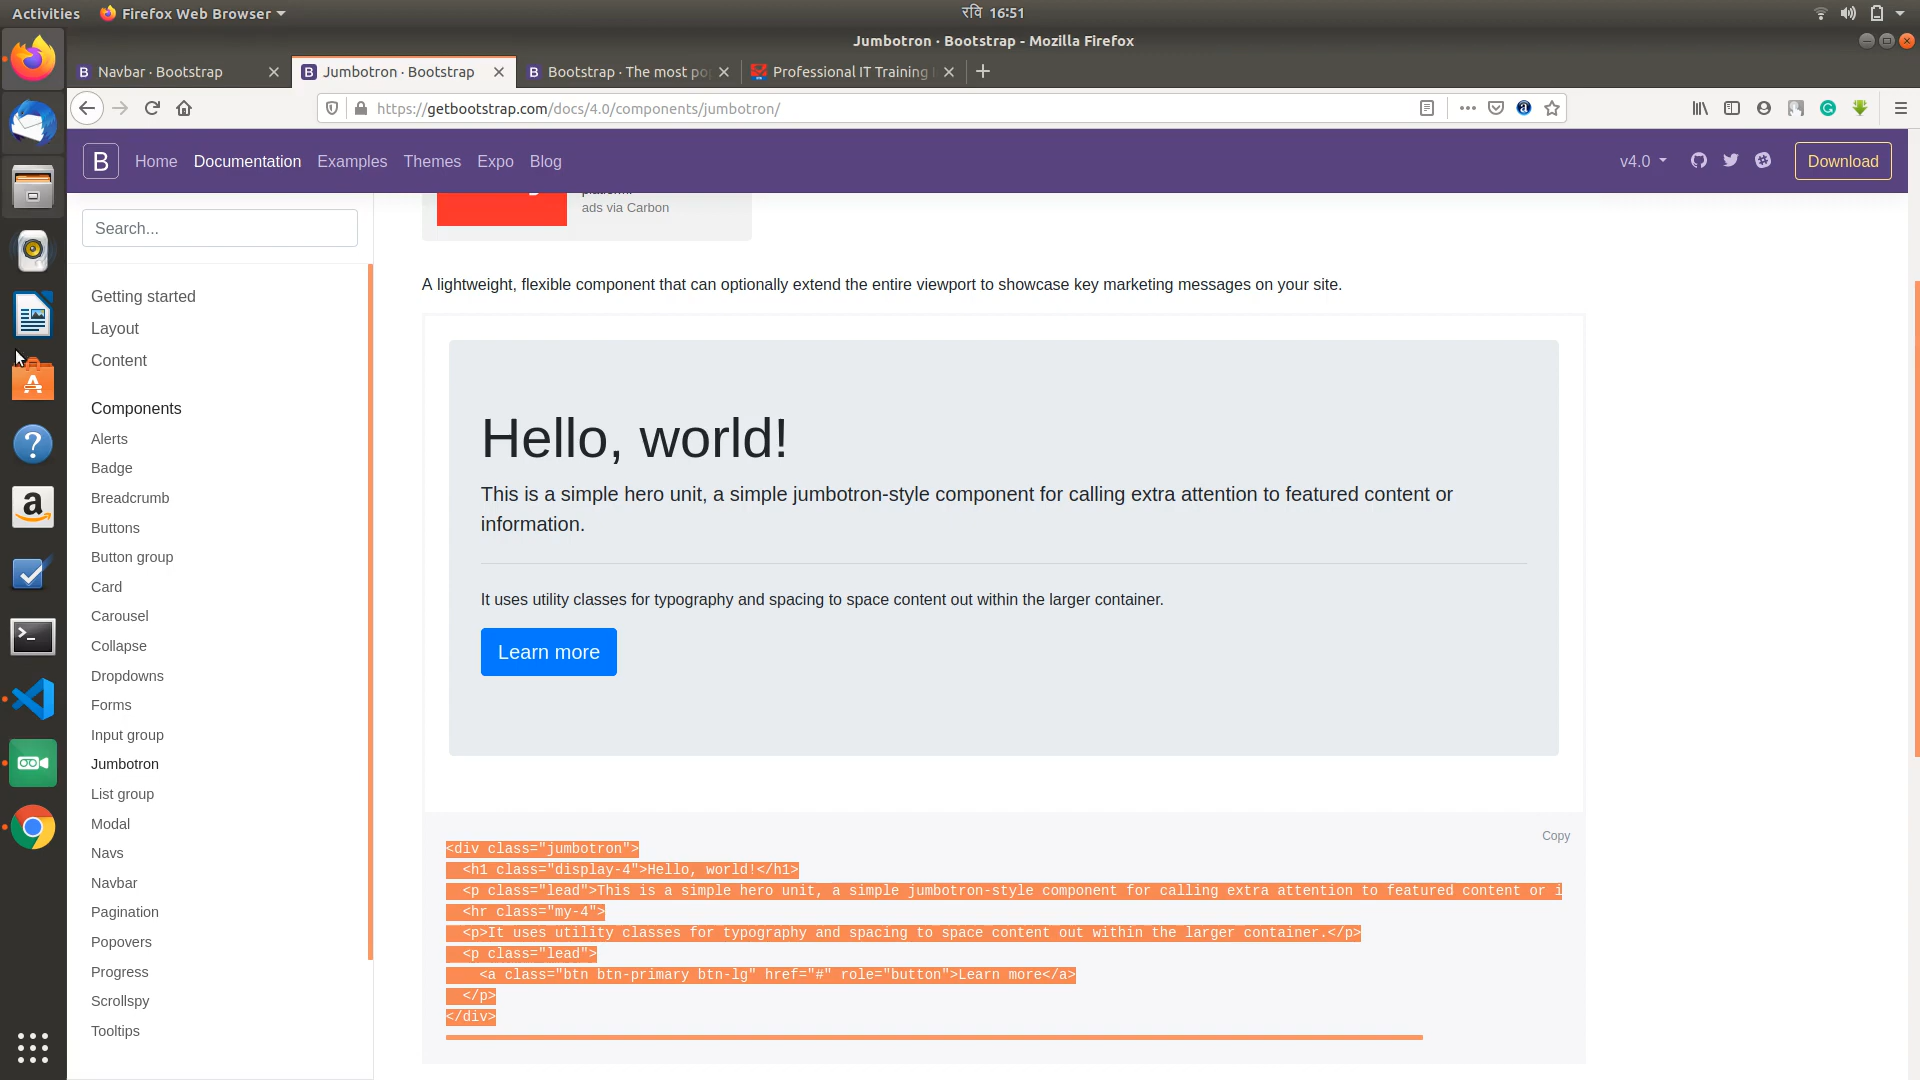 Activities
Firefox Web Browser
रवि 16:51
Jumbotron · Bootstrap - Mozilla Firefox
Navbar · Bootstrap
Jumbotron · Bootstrap
Bootstrap · The most po
Professional IT Training
https://getbootstrap.com/docs/4.0/components/jumbotron/
B
Home
Documentation
Examples
Themes
Expo
Blog
v4.0
Download
ads via Carbon
Search...
Getting started
Layout
Content
Components
Alerts
Badge
Breadcrumb
Buttons
Button group
Card
Carousel
Collapse
Dropdowns
Forms
Input group
Jumbotron
List group
Modal
Navs
Navbar
Pagination
Popovers
Progress
Scrollspy
Tooltips
A lightweight, flexible component that can optionally extend the entire viewport to showcase key marketing messages on your site.
Hello, world!
This is a simple hero unit, a simple jumbotron-style component for calling extra attention to featured content or
information.
It uses utility classes for typography and spacing to space content out within the larger container.
Learn more
Copy
<div class="jumbotron">
  <h1 class="display-4">Hello, world!</h1>
  <p class="lead">This is a simple hero unit, a simple jumbotron-style component for calling extra attention to featured content or i
  <hr class="my-4">
  <p>It uses utility classes for typography and spacing to space content out within the larger container.</p>
  <p class="lead">
    <a class="btn btn-primary btn-lg" href="#" role="button">Learn more</a>
  </p>
</div>